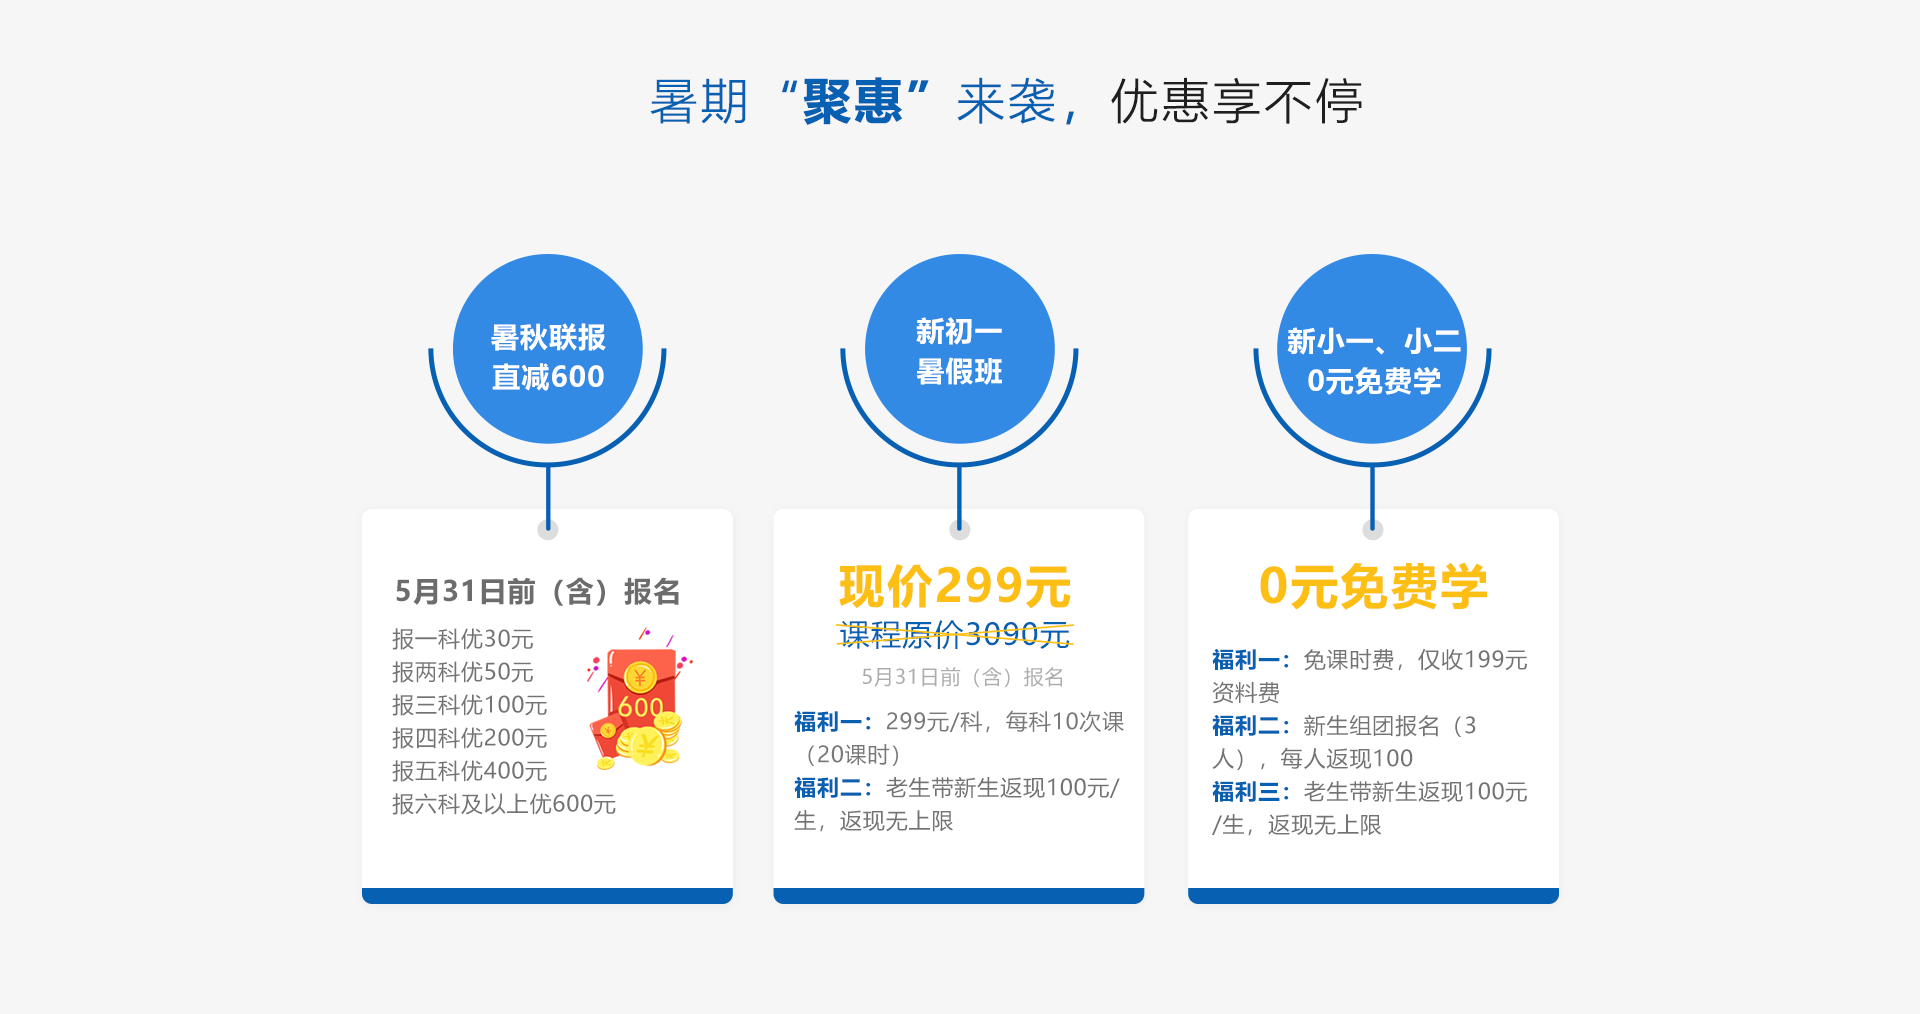 暑期“聚惠”来袭，优惠享不停
暑秋联报
直减600
5月31日前（含）报名
报一科优30元
报两科优50元
报三科优100元
报四科优200元
报五科优400元
报六科及以上优600元
¥
600
¥
新初一
暑假班
现价299元
课程原价3090元
5月31日前（含）报名
福利一：299元/科，每科10次课
（20课时）
福利二：老生带新生返现100元/
生，返现无上限
新小一、小二
0元免费学
0元免费学
福利一：免课时费，仅收199元
资料费
福利二：新生组团报名（3
人），每人返现100
福利三：老生带新生返现100元
/生，返现无上限